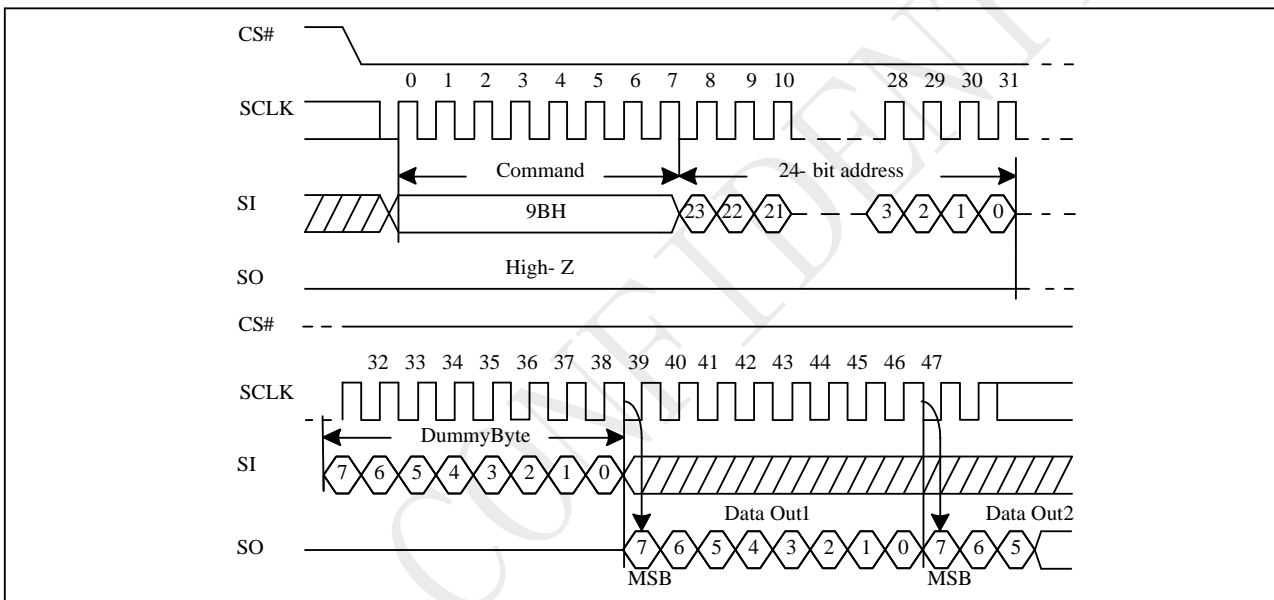 CS#
0 1 2 3 4 5 6 7 8 9 10 28 29 30 31
SCLK
Command 24- bit address
SI 9BH 23 22 21 3 2 1 0
High- Z
SO
CS#
32 33 34 35 36 37 38 39 40 41 42 43 44 45 46 47
SCLK
DummyByte
SI 7 6 5 4 3 2 1 0
Data Out1 Data Out2
SO 7 6 5 4 3 2 1 0 7 6 5
MSB MSB
CONFIDENT